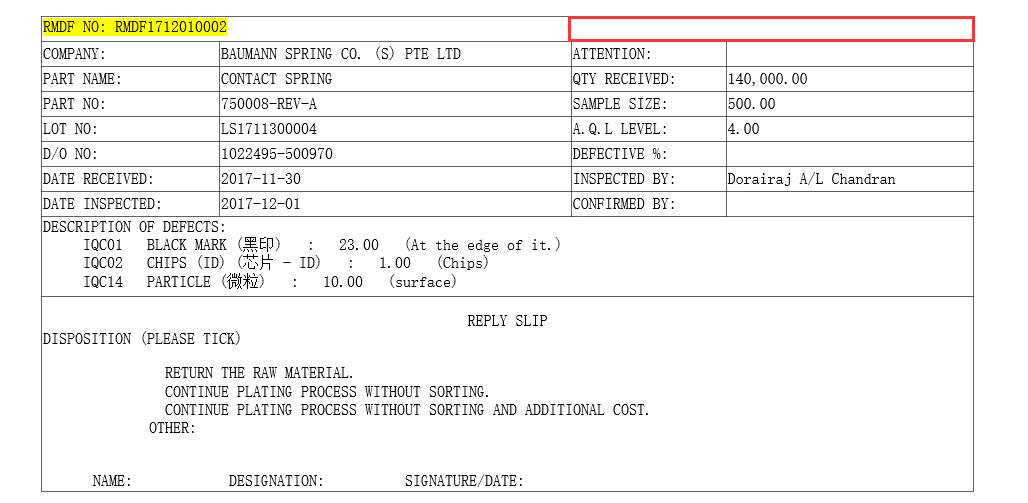 RMDF NO: RMDF1712010002
COMPANY: BAUMANN SPRING CO. (S) PTE LTD ATTENTION:
PART NAME: CONTACT SPRING QTY RECEIVED: 140,000.00
PART NO: 750008-REV-A SAMPLE SIZE: 500.00
LOT NO: LS1711300004 A.Q.L LEVEL: 4.00
D/O NO: 1022495-500970 DEFECTIVE %:
DATE RECEIVED: 2017-11-30 INSPECTED BY: Dorairaj A/L Chandran
DATE INSPECTED: 2017-12-01 CONFIRMED BY:
DESCRIPTION OF DEFECTS:
IQC01 BLACK MARK (黑印) : 23.00 (At the edge of it.)
IQC02 CHIPS (ID) (芯片 - ID) : 1.00 (Chips)
IQC14 PARTICLE (微粒) : 10.00 (surface)
REPLY SLIP
DISPOSITION (PLEASE TICK)
RETURN THE RAW MATERIAL.
CONTINUE PLATING PROCESS WITHOUT SORTING.
CONTINUE PLATING PROCESS WITHOUT SORTING AND ADDITIONAL COST.
OTHER:
NAME: DESIGNATION: SIGNATURE/DATE: